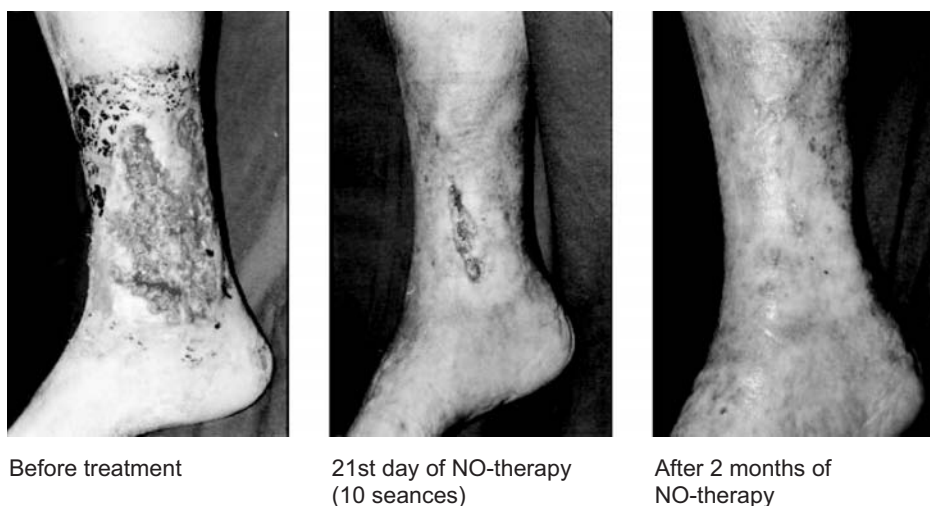 Before treatment
21st day of NO-therapy
(10 seances)
After 2 months of
NO-therapy